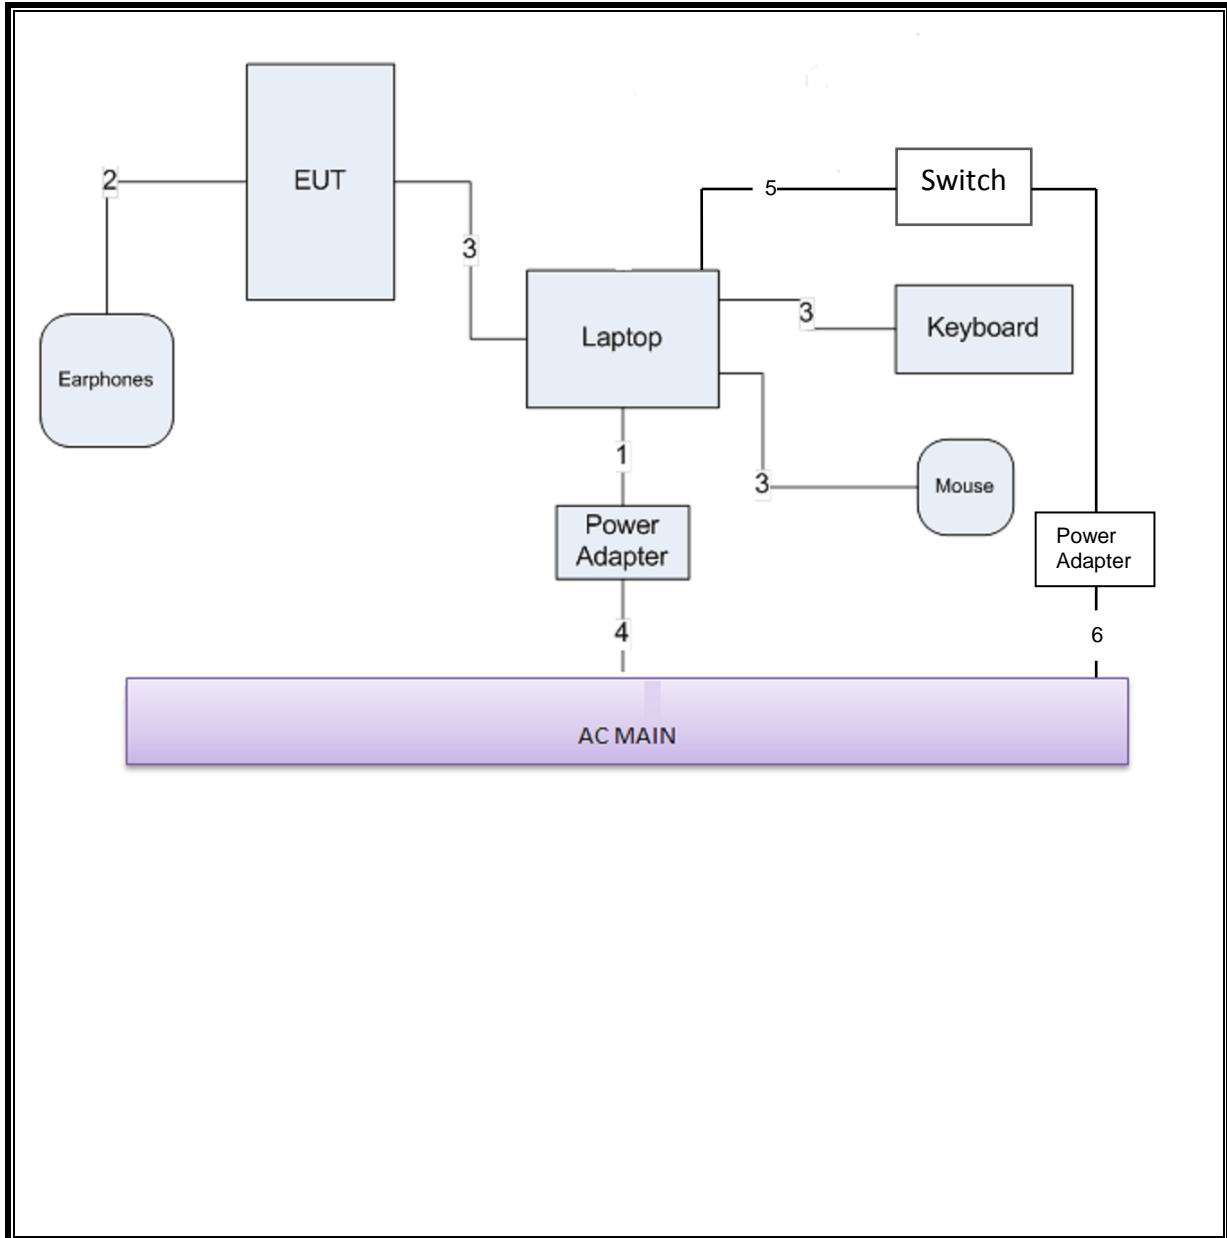 EUT
2
3
5
Switch
Laptop
3
Keyboard
Earphones
1
3
Mouse
Power
Adapter
Power
Adapter
4
6
AC MAIN